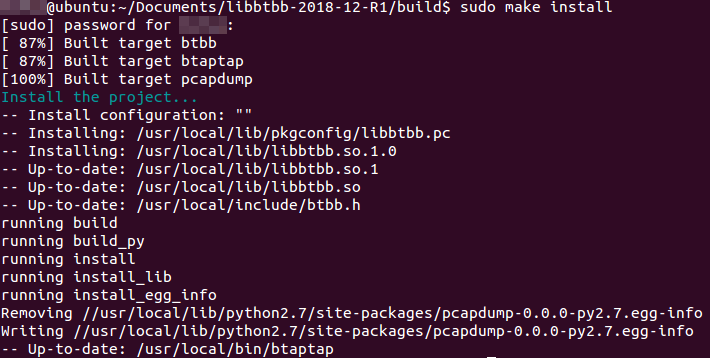 @ubuntu:~/Documents/libbtbb-2018-12-R1/build$ sudo make install
[sudo] password for :
[ 87%] Built target btbb
[ 87%] Built target btaptap
[100%] Built target pcapdump
Install the project...
-- Install configuration: ""
-- Installing: /usr/local/lib/pkgconfig/libbtbb.pc
-- Installing: /usr/local/lib/libbtbb.so.1.0
-- Up-to-date: /usr/local/lib/libbtbb.so.1
-- Up-to-date: /usr/local/lib/libbtbb.so
-- Up-to-date: /usr/local/include/btbb.h
running build
running build_py
running install
running install_lib
running install_egg_info
Removing //usr/local/lib/python2.7/site-packages/pcapdump-0.0.0-py2.7.egg-info
Writing //usr/local/lib/python2.7/site-packages/pcapdump-0.0.0-py2.7.egg-info
-- Up-to-date: /usr/local/bin/btaptap